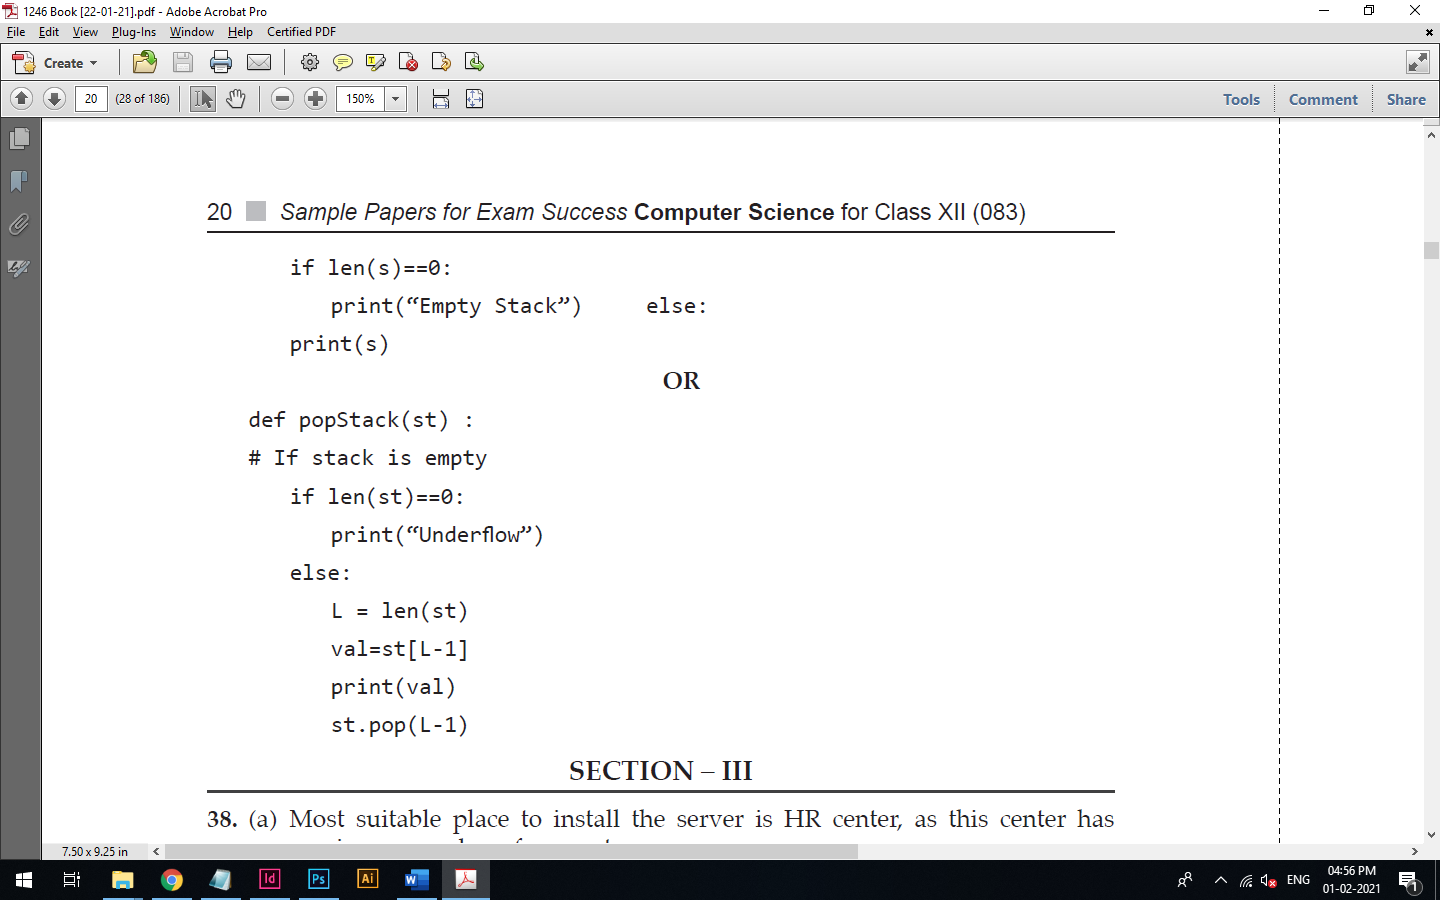 1246 Book [22-01-21].pdf - Adobe Acrobat Pro
File Edit View Plug-Ins Window Help Certified PDF
Create
20 (28 of 186) 150% Tools Comment Share
20 Sample Papers for Exam Success Computer Science for Class XII (083)
if len(s)==0:
print(“Empty Stack”) else:
print(s)
OR
def popStack(st) :
# If stack is empty
if len(st)==0:
print(“Underflow”)
else:
L = len(st)
val=st[L-1]
print(val)
st.pop(L-1)
SECTION – III
38. (a) Most suitable place to install the server is HR center, as this center has
7.50 x 9.25 in
Id Ps Ai W ENG 04:56 PM
01-02-2021 1